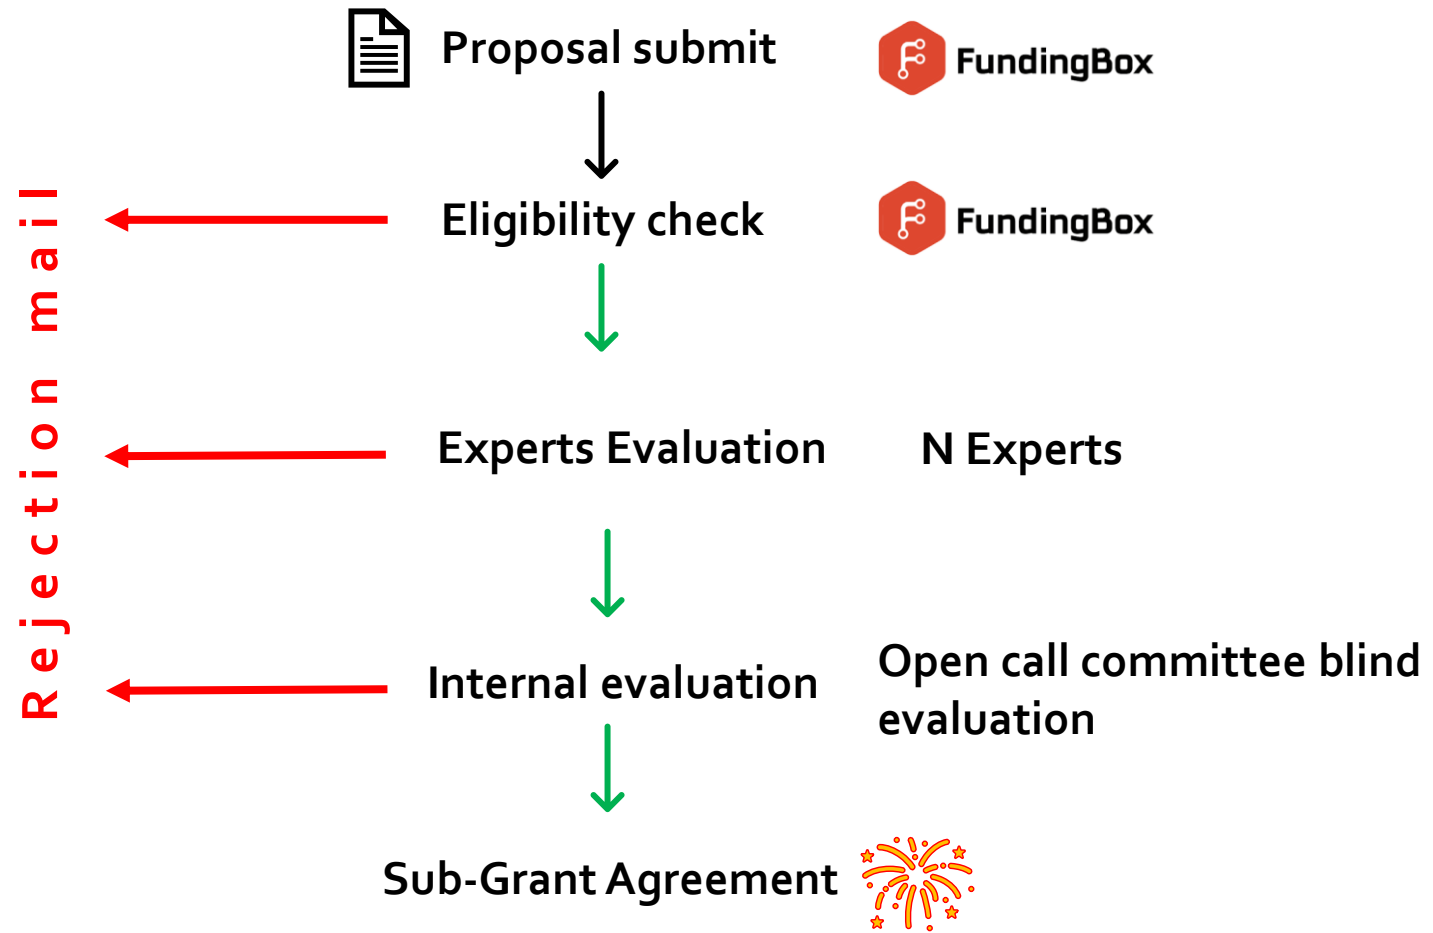 Proposal submit
FundingBox
Eligibility check
FundingBox
Rejection mail
Experts Evaluation
N Experts
Internal evaluation
Open call committee blind
evaluation
Sub-Grant Agreement